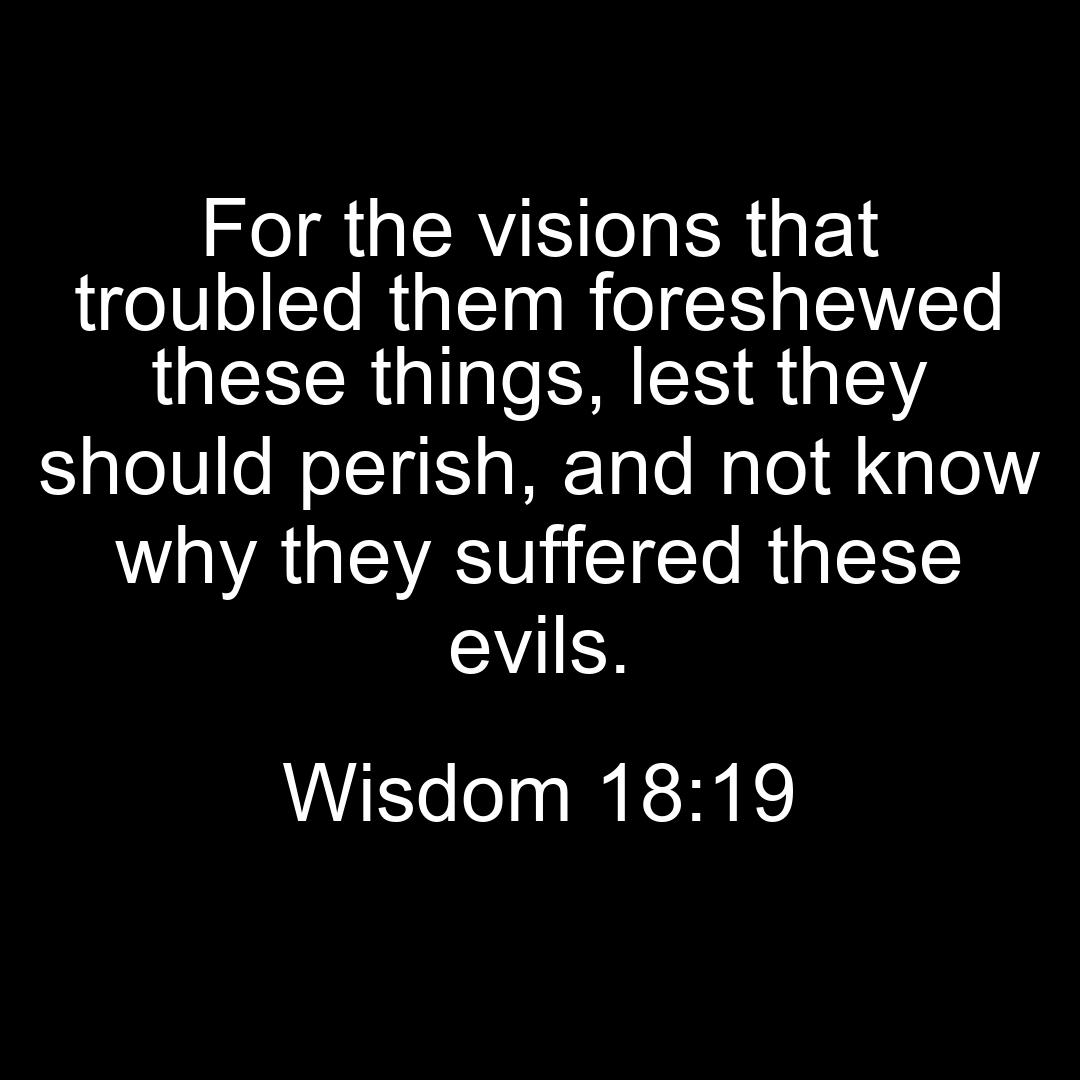 For the visions that
troubled them foreshewed
these things, lest they
should perish, and not know
why they suffered these
evils.
Wisdom 18:19